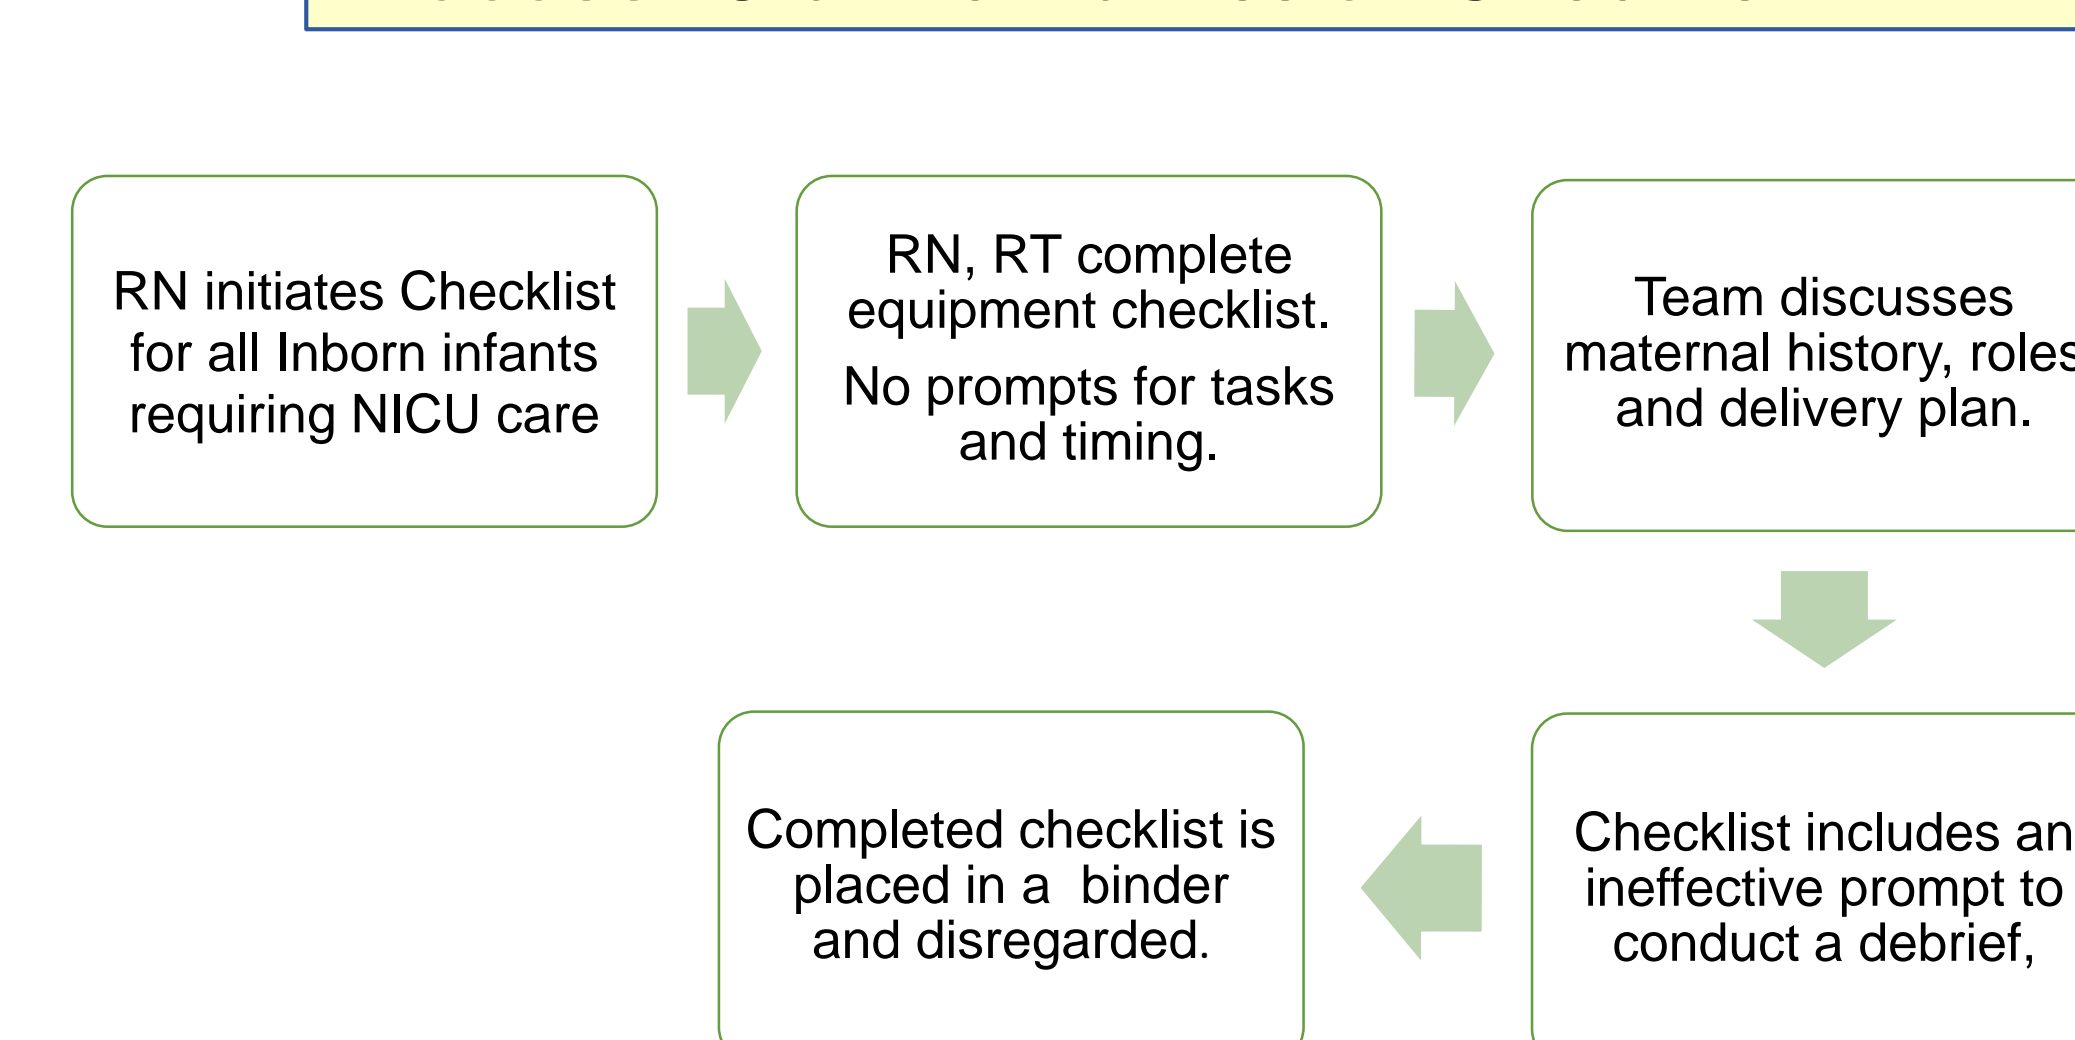 RN initiates Checklist
for all Inborn infants
requiring NICU care
RN, RT complete
equipment checklist.
No prompts for tasks
and timing.
Team discusses
maternal history, roles
and delivery plan.
Checklist includes an
ineffective prompt to
conduct a debrief,
Completed checklist is
placed in a binder
and disregarded.